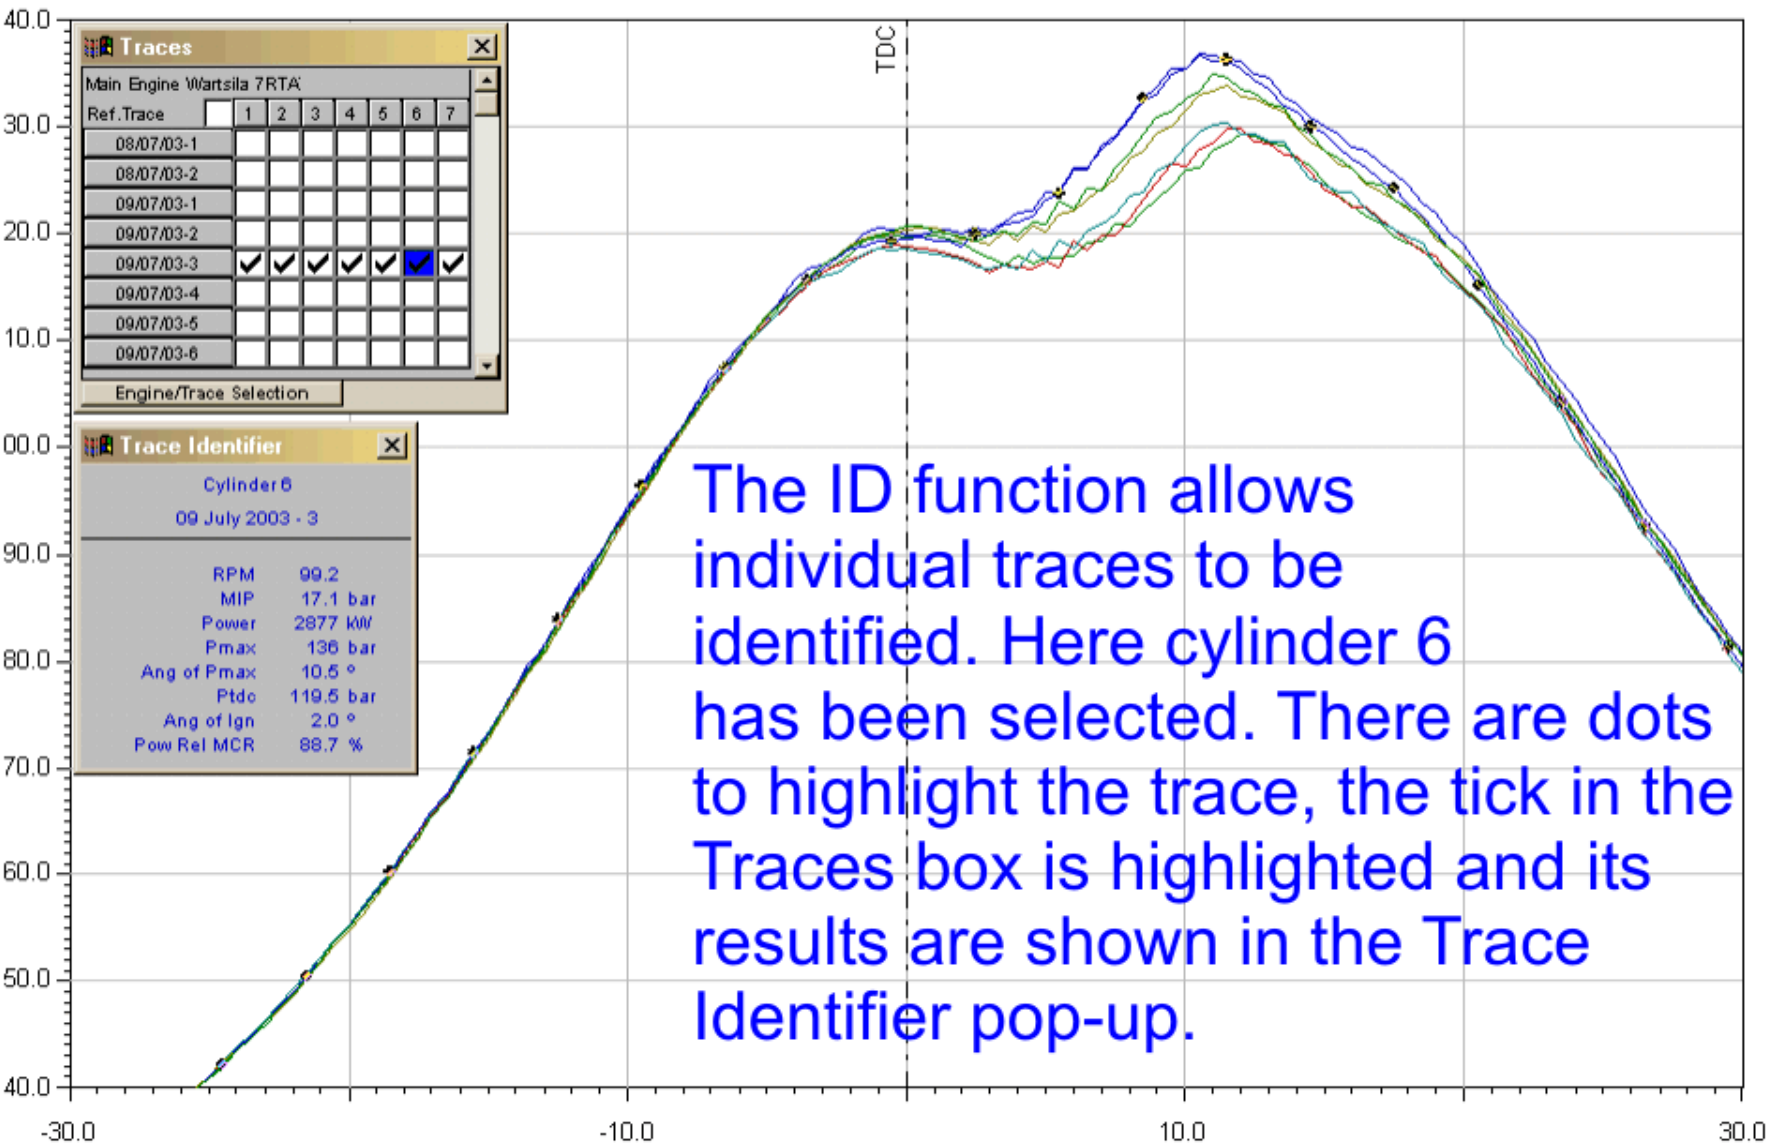 40.0
30.0
20.0
10.0
00.0
90.0
80.0
70.0
60.0
50.0
40.0
-30.0
-10.0
10.0
30.0
TDC
Traces
Main Engine Wartsila 7RTA
Ref.Trace 1 2 3 4 5 6 7
08/07/03-1
08/07/03-2
09/07/03-1
09/07/03-2
09/07/03-3
09/07/03-4
09/07/03-5
09/07/03-6
Engine/Trace Selection
Trace Identifier
Cylinder 6
09 July 2003 - 3
RPM 99.2
MIP 17.1 bar
Power 2877 kW
Pmax 136 bar
Ang of Pmax 10.5 °
Ptdc 119.5 bar
Ang of Ign 2.0 °
Pow Rel MCR 88.7 %
The ID function allows
individual traces to be
identified. Here cylinder 6
has been selected. There are dots
to highlight the trace, the tick in the
Traces box is highlighted and its
results are shown in the Trace
Identifier pop-up.